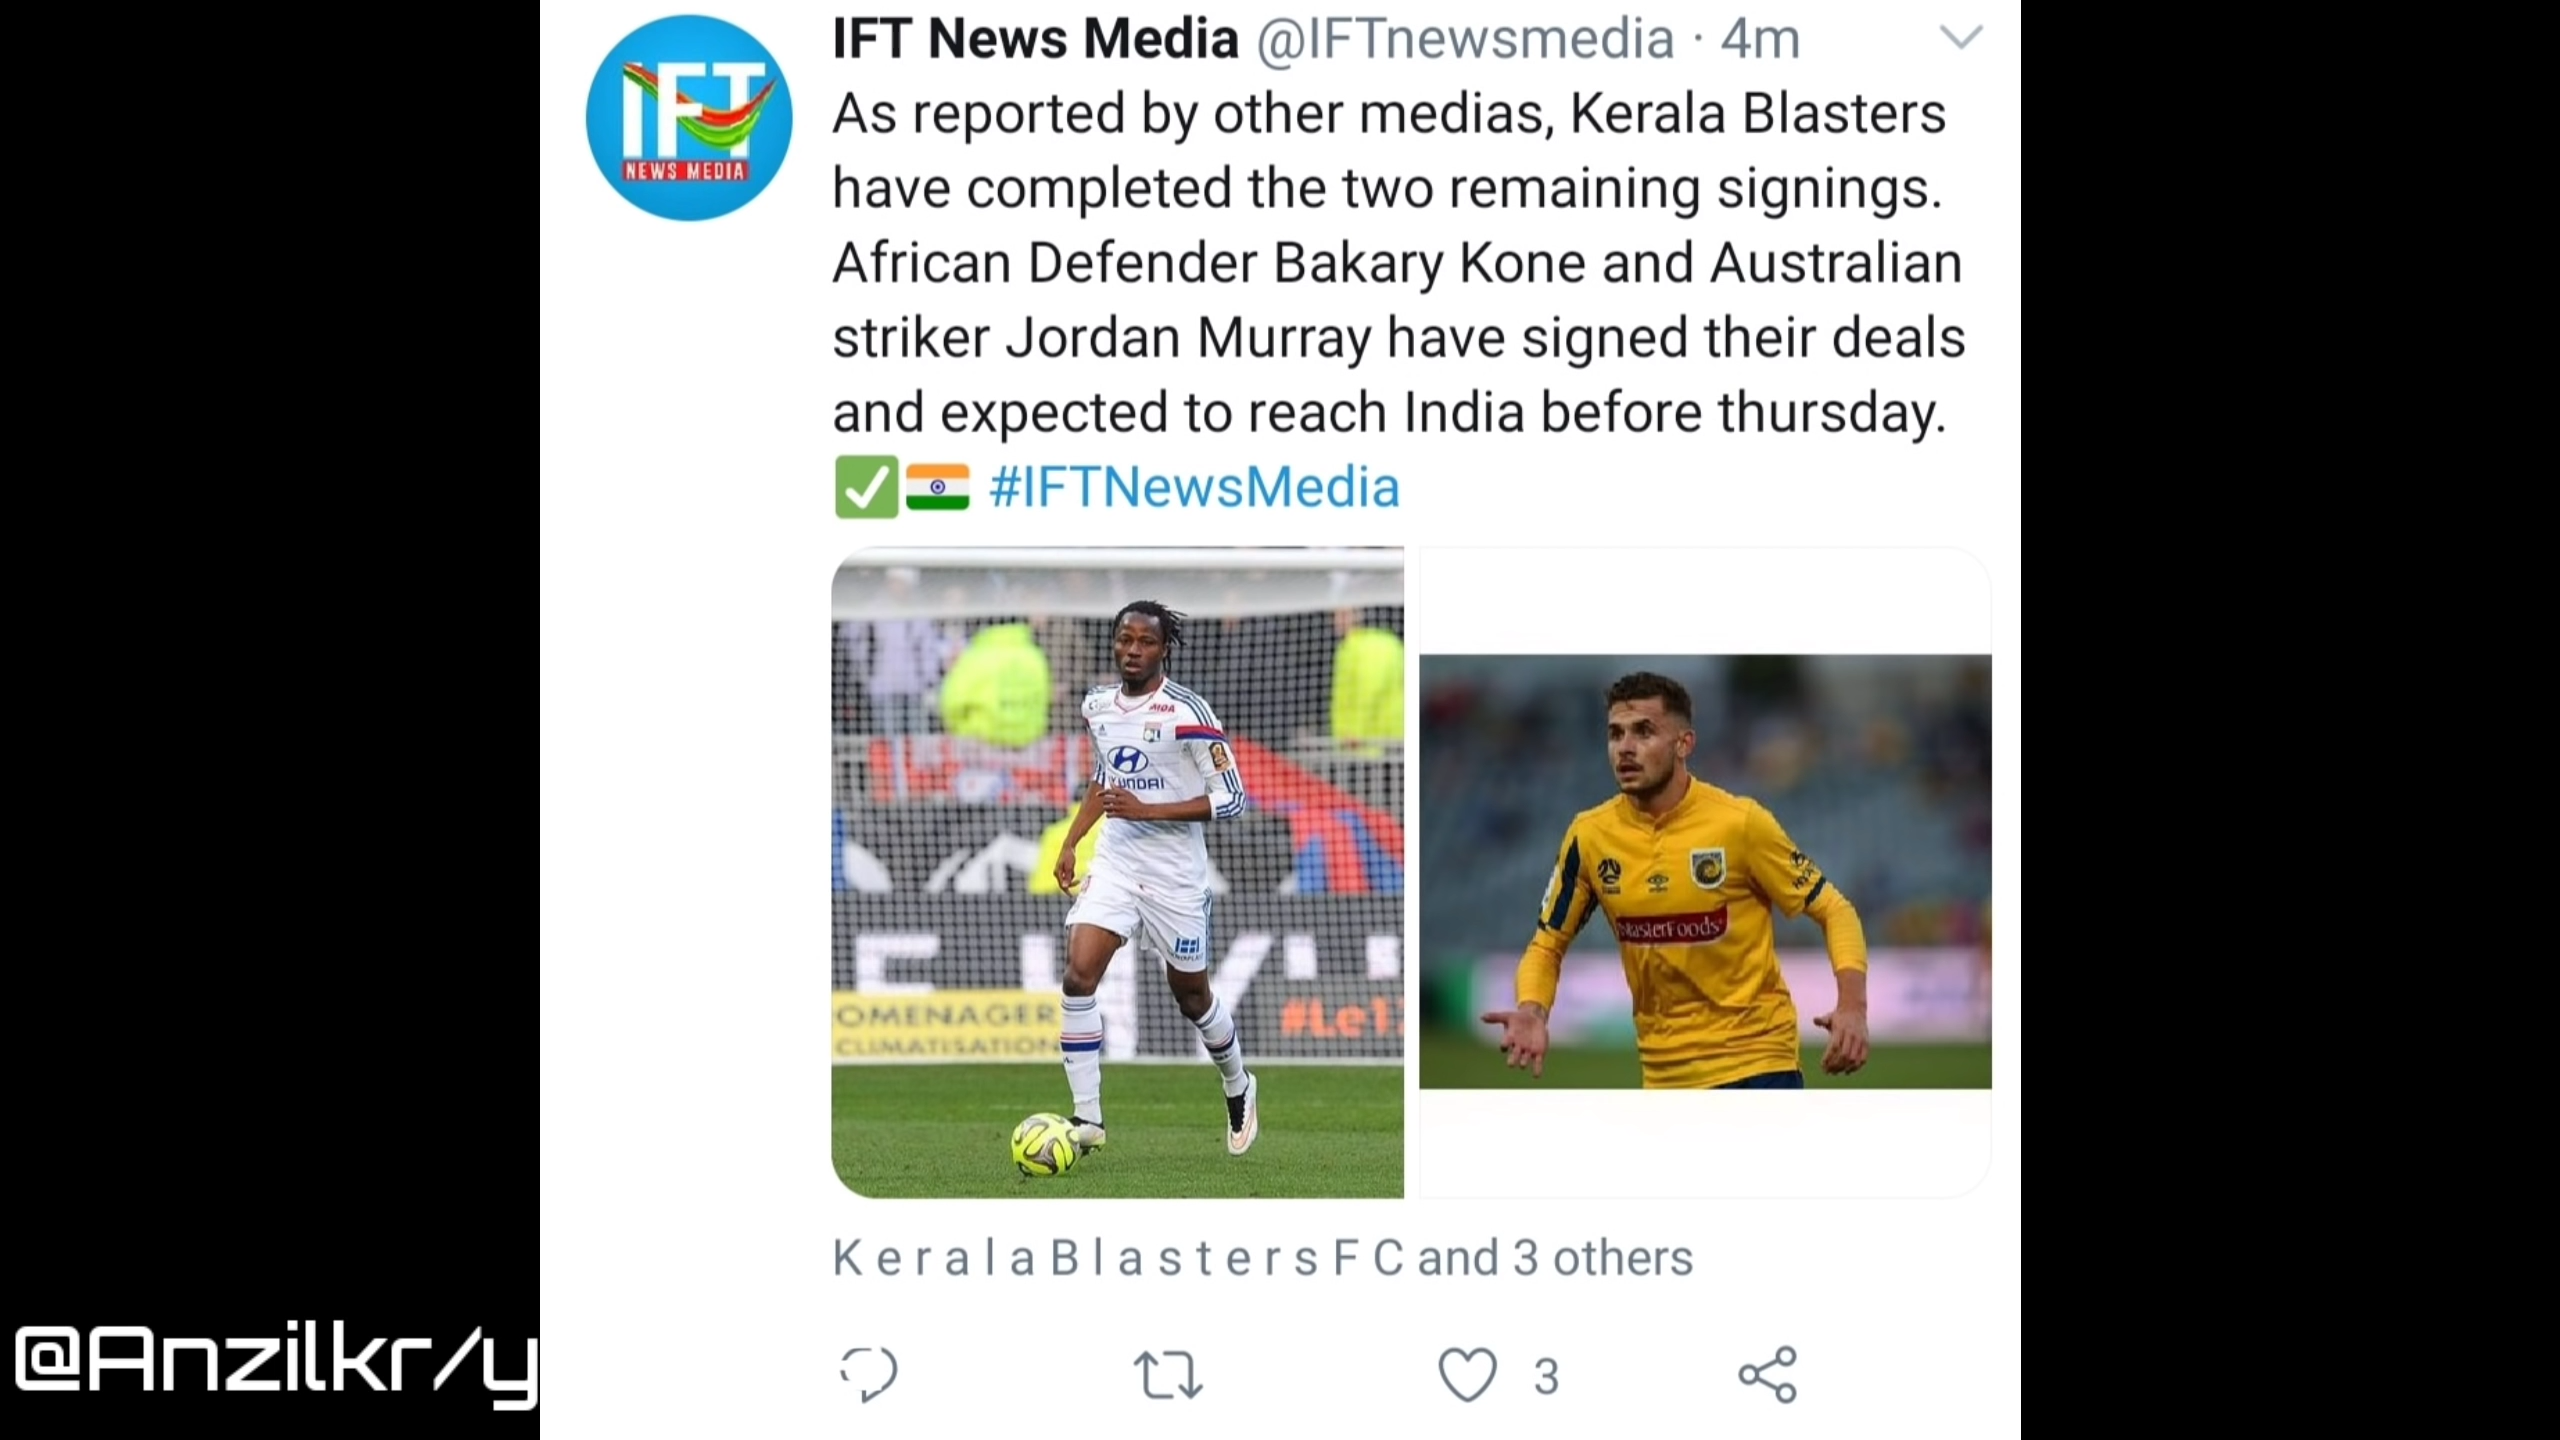 IFT News Media @IFTnewsmedia · 4m
IFT
NEWS MEDIA
As reported by other medias, Kerala Blasters
have completed the two remaining signings.
African Defender Bakary Kone and Australian
striker Jordan Murray have signed their deals
and expected to reach India before thursday.
#IFTNewsMedia
AIDA
HYUNDAI
OMENAGER
CLIMATISATION
#Le1
MasterFoods
K e r a l a B l a s t e r s F C and 3 others
3
@Anzilkr/y